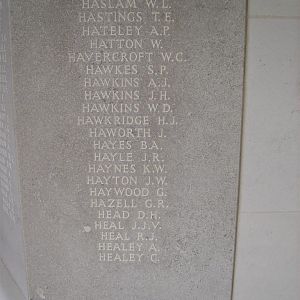 HASLAM W.L.
HASTINGS T.E.
HATELEY A.P.
HATTON W.
HAVERCROFT W.C.
HAWKES S.P.
HAWKINS A.J.
HAWKINS J.H.
HAWKINS W.D.
HAWKRIDGE H.J.
HAWORTH J.
HAYES B.A.
HAYLE J.R.
HAYNES K.W.
HAYTON J.W.
HAYWOOD G.
HAZELL G.R.
HEAD D.H.
HEAL J.J.V.
HEAL R.J.
HEALEY A.
HEALEY C.